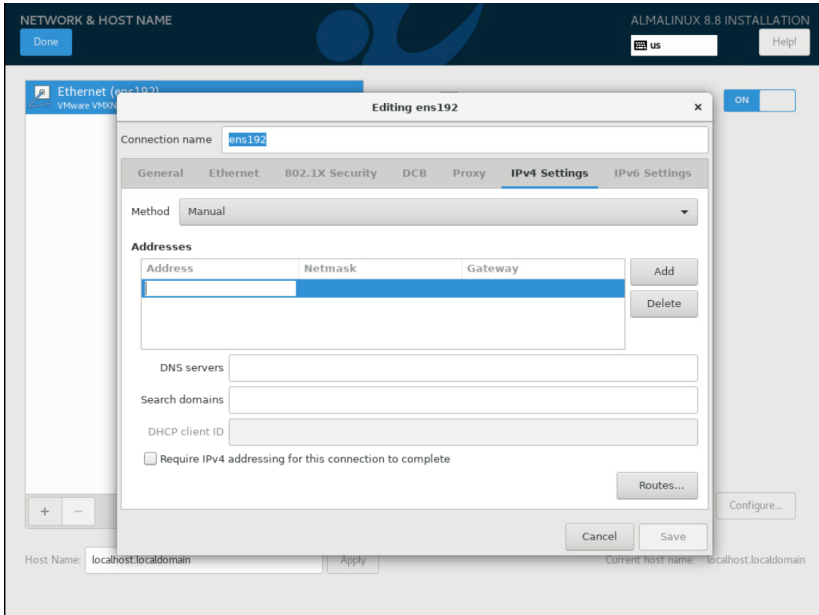 NETWORK & HOST NAME
ALMALINUX 8.8 INSTALLATION
Done
us
Help!
Ethernet (ens192)
VMware VMXN
ON
Editing ens192
×
Connection name ens192
General Ethernet 802.1X Security DCB Proxy IPv4 Settings IPv6 Settings
Method Manual
Addresses
Address Netmask Gateway
Add
Delete
DNS servers
Search domains
DHCP client ID
Require IPv4 addressing for this connection to complete
Routes...
+ − Configure...
Cancel Save
Host Name: localhost.localdomain Apply Current host name: localhost.localdomain